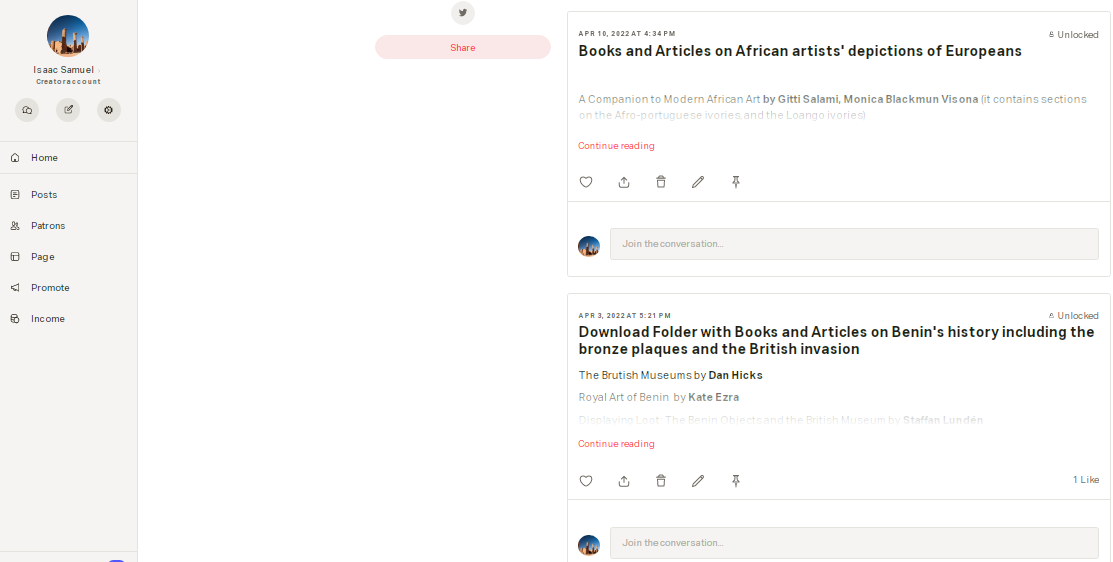 Isaac Samuel
Creator account
Home
Posts
Patrons
Page
Promote
Income
Share
APR 10, 2022 AT 4:34 PM
Unlocked
Books and Articles on African artists' depictions of Europeans
A Companion to Modern African Art by Gitti Salami, Monica Blackmun Visona (it contains sections
on the Afro-portuguese ivories, and the Loango ivories)
Continue reading
Join the conversation...
APR 3, 2022 AT 5:21 PM
Unlocked
Download Folder with Books and Articles on Benin's history including the
bronze plaques and the British invasion
The Brutish Museums by Dan Hicks
Royal Art of Benin by Kate Ezra
Displaying Loot: The Benin Objects and the British Museum by Staffan Lundén
Continue reading
1 Like
Join the conversation...